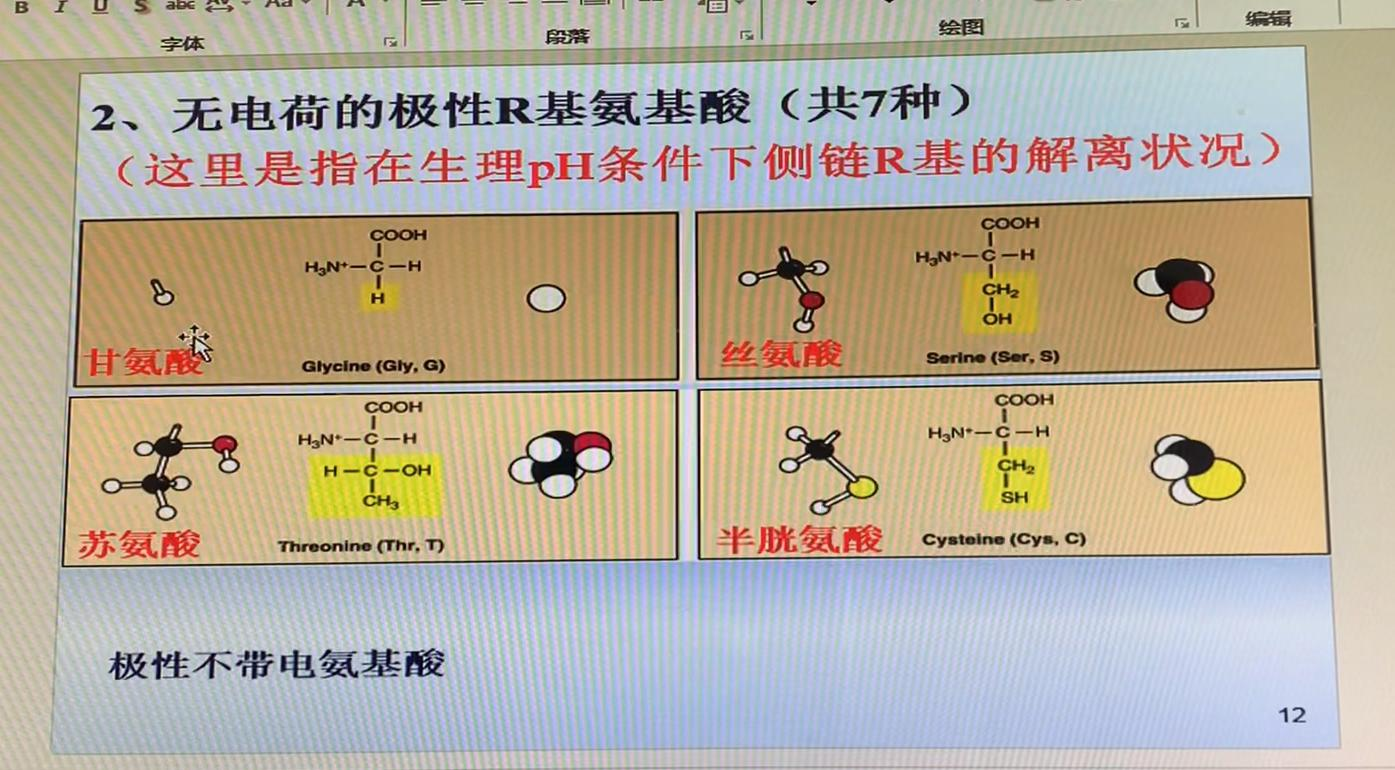 B I U S abc AV Aa A
字体 段落 绘图 编辑
2、无电荷的极性R基氨基酸（共7种）
（这里是指在生理pH条件下侧链R基的解离状况）
COOH
H₃N⁺—C—H
H
甘氨酸
Glycine (Gly, G)
COOH
H₃N⁺—C—H
CH₂
OH
丝氨酸
Serine (Ser, S)
COOH
H₃N⁺—C—H
H—C—OH
CH₃
苏氨酸
Threonine (Thr, T)
COOH
H₃N⁺—C—H
CH₂
SH
半胱氨酸
Cysteine (Cys, C)
极性不带电氨基酸
12